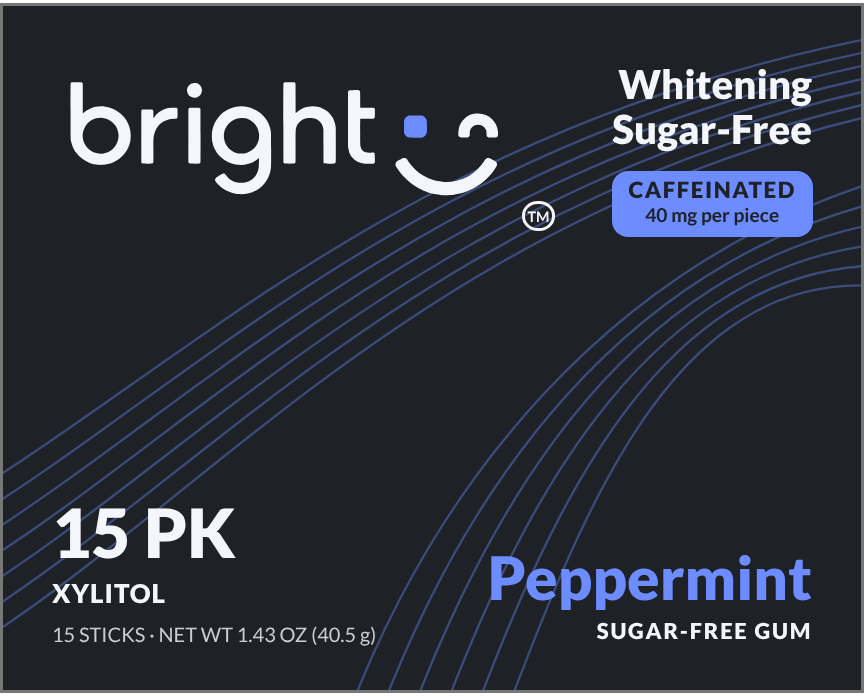 bright
TM
Whitening
Sugar-Free
CAFFEINATED
40 mg per piece
15 PK
XYLITOL
15 STICKS · NET WT 1.43 OZ (40.5 g)
Peppermint
SUGAR-FREE GUM